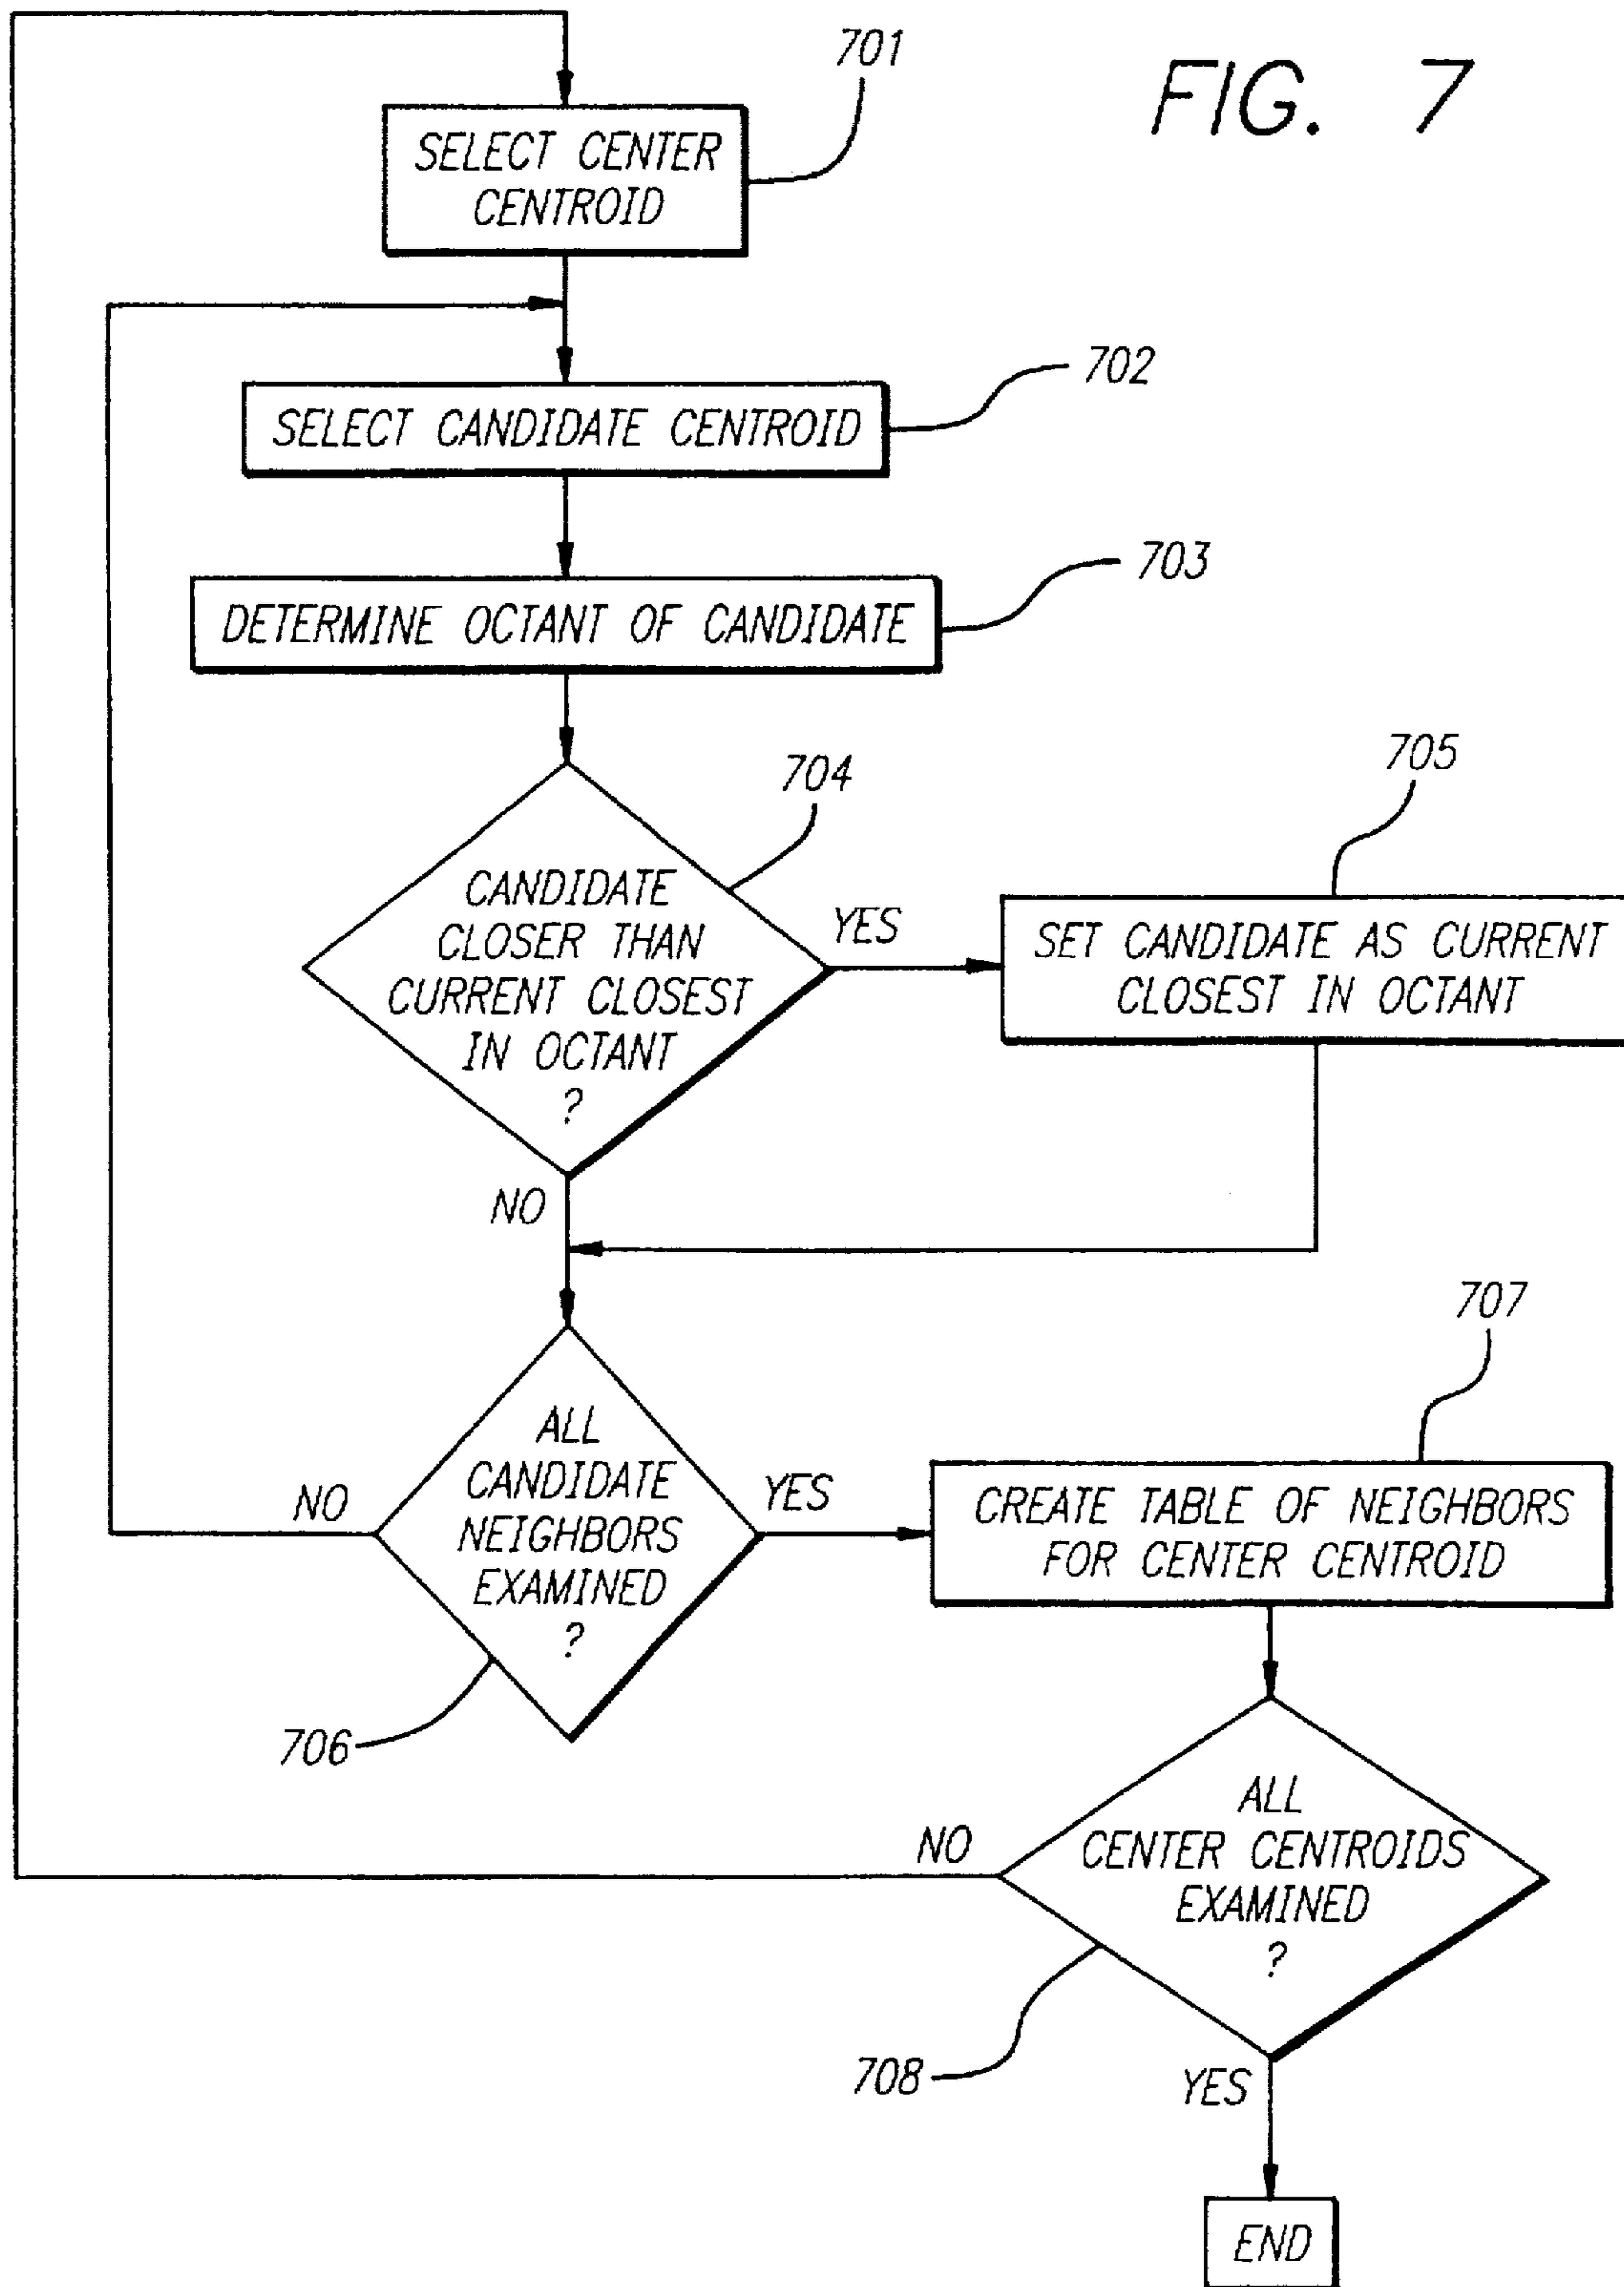 FIG. 7
701
SELECT CENTER
CENTROID
702
SELECT CANDIDATE CENTROID
703
DETERMINE OCTANT OF CANDIDATE
704
CANDIDATE
CLOSER THAN
CURRENT CLOSEST
IN OCTANT
?
YES
705
SET CANDIDATE AS CURRENT
CLOSEST IN OCTANT
NO
706
ALL
CANDIDATE
NEIGHBORS
EXAMINED
?
NO
YES
707
CREATE TABLE OF NEIGHBORS
FOR CENTER CENTROID
708
ALL
CENTER CENTROIDS
EXAMINED
?
NO
YES
END